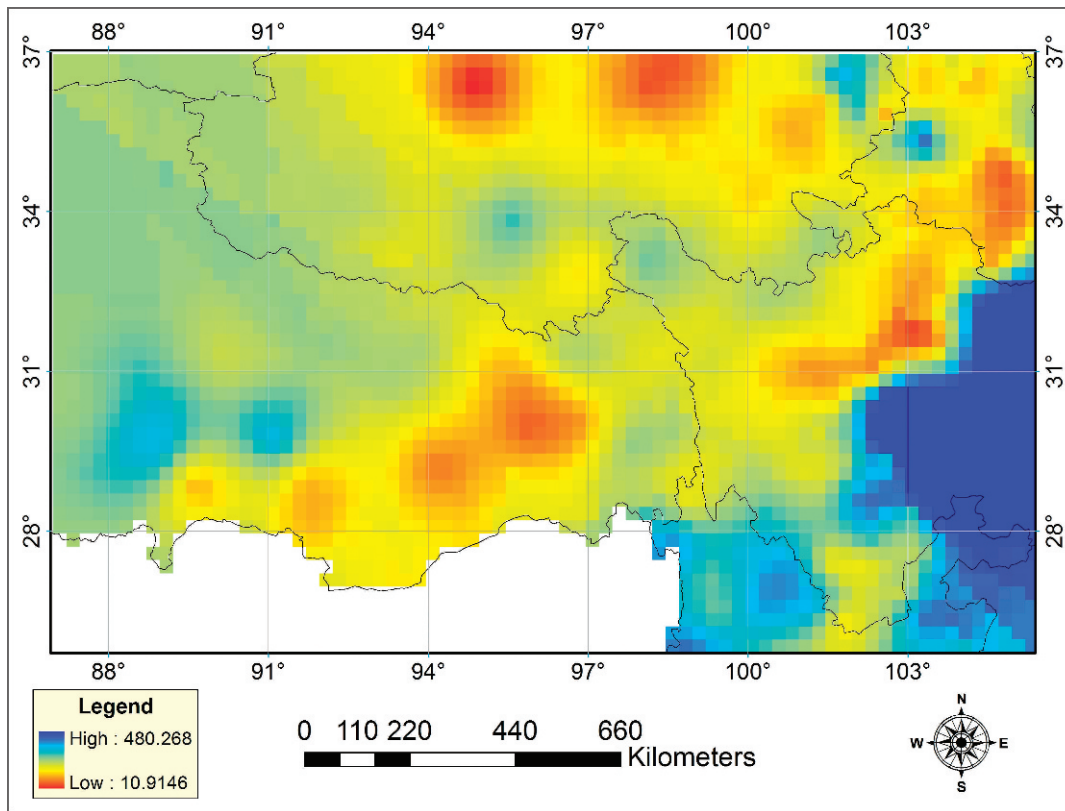 88° 91° 94° 97° 100° 103°
37° 37°
34° 34°
31° 31°
28° 28°
88° 91° 94° 97° 100° 103°
Legend
High : 480.268
Low : 10.9146
0 110 220 440 660
Kilometers
N
W E
S